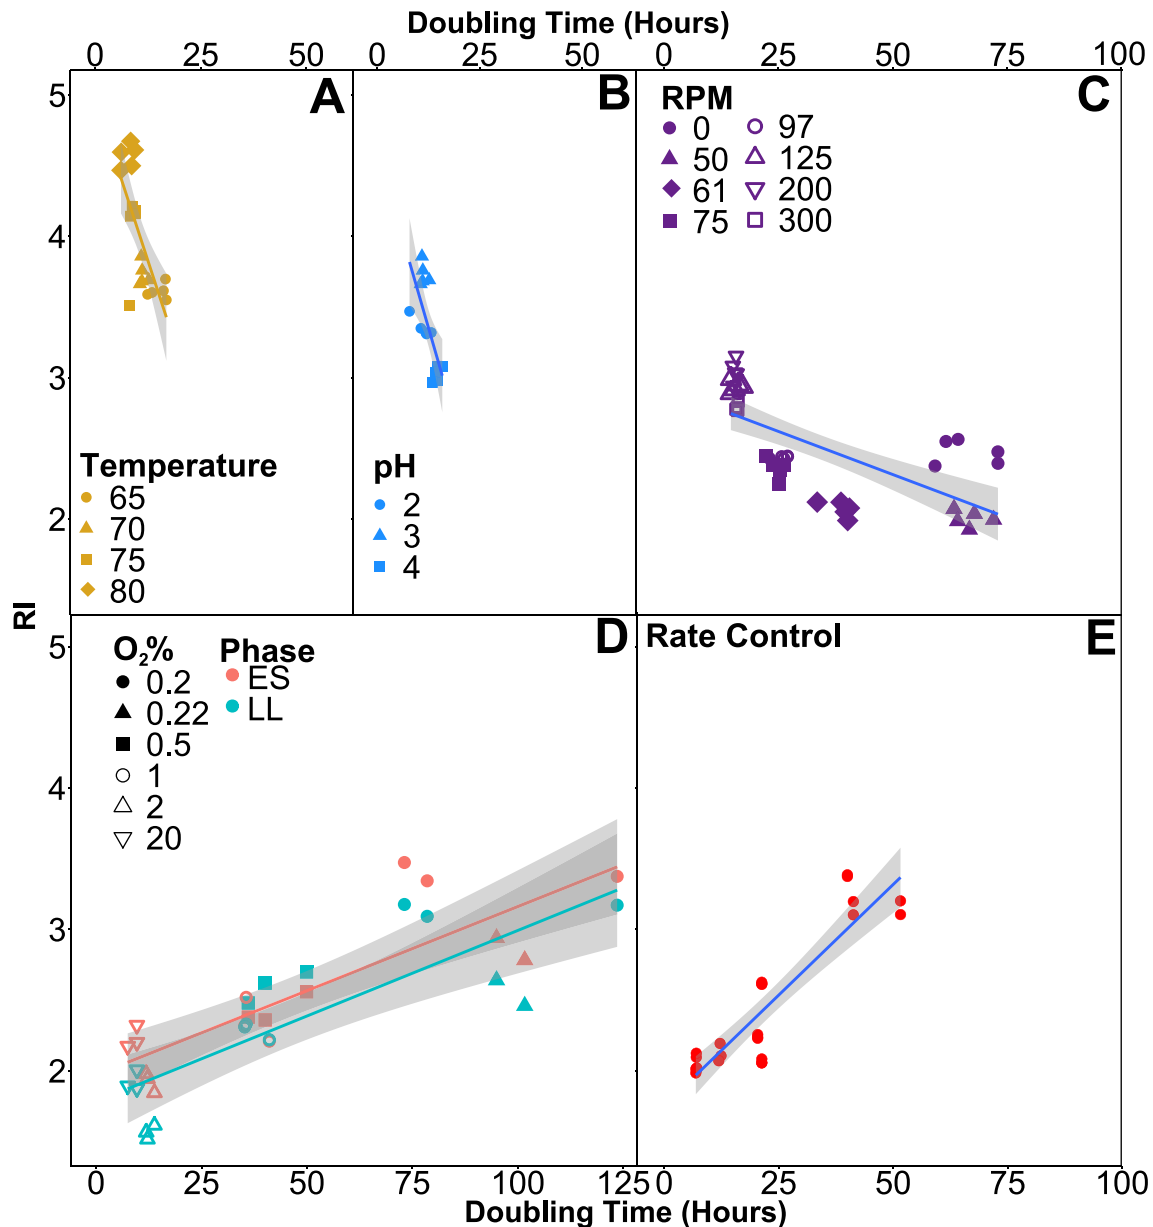 Doubling Time (Hours)
0 25 50 0 25 50 75 100
A
B
C
5
4
3
2
RPM
0 97
50 125
61 200
75 300
Temperature
65
70
75
80
pH
2
3
4
RI
D
E
O₂%
0.2
0.22
0.5
1
2
20
Phase
ES
LL
Rate Control
5
4
3
2
0 25 50 75 100 125 0 25 50 75 100
Doubling Time (Hours)